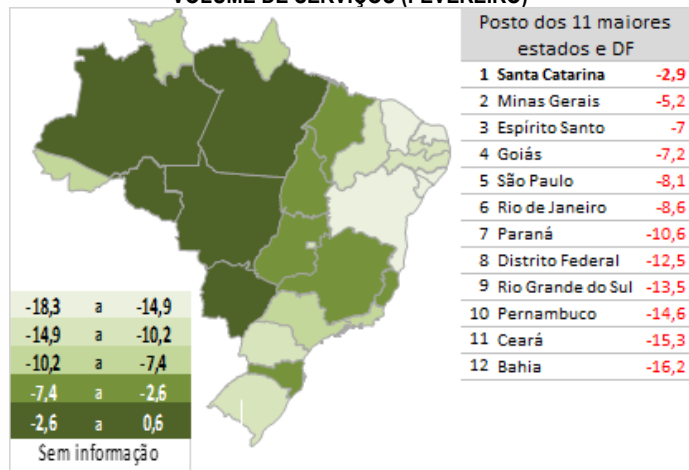 VOLUME DE SERVIÇOS (FEVEREIRO)
Posto dos 11 maiores
estados e DF
1 Santa Catarina -2,9
2 Minas Gerais -5,2
3 Espírito Santo -7
4 Goiás -7,2
5 São Paulo -8,1
6 Rio de Janeiro -8,6
7 Paraná -10,6
8 Distrito Federal -12,5
9 Rio Grande do Sul -13,5
10 Pernambuco -14,6
11 Ceará -15,3
12 Bahia -16,2
-18,3 a -14,9
-14,9 a -10,2
-10,2 a -7,4
-7,4 a -2,6
-2,6 a 0,6
Sem informação